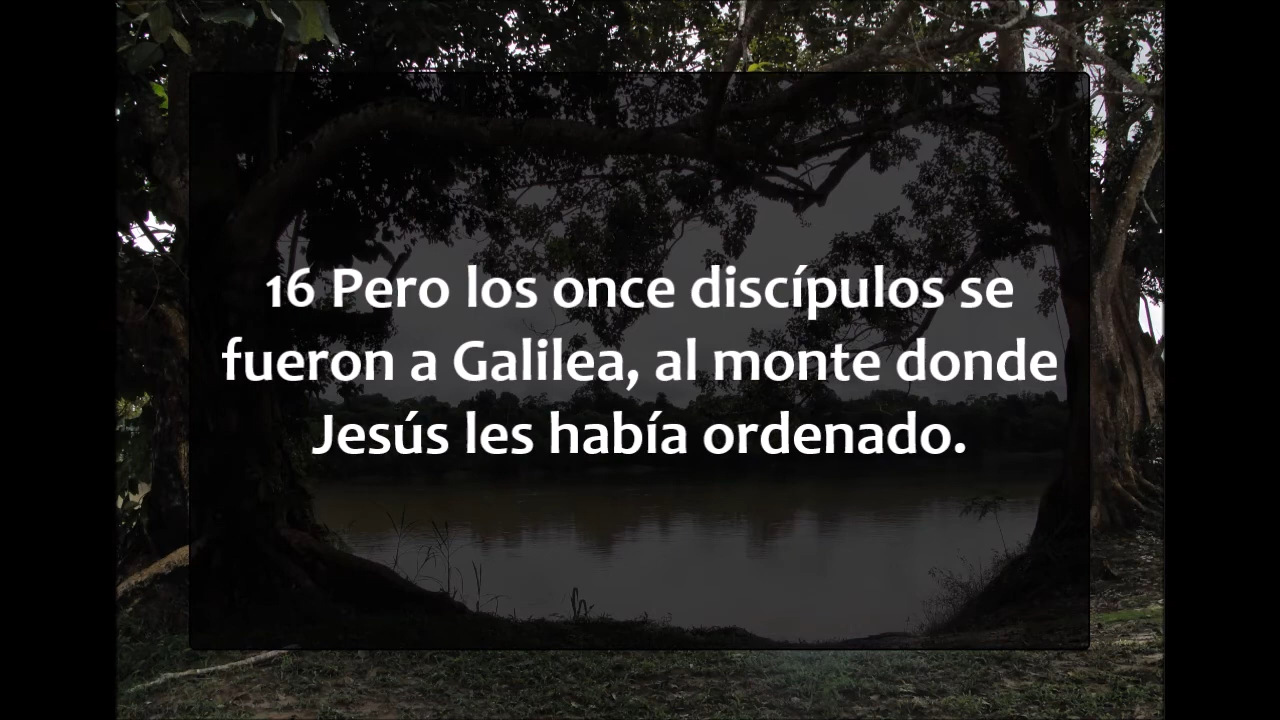 16 Pero los once discípulos se
fueron a Galilea, al monte donde
Jesús les había ordenado.